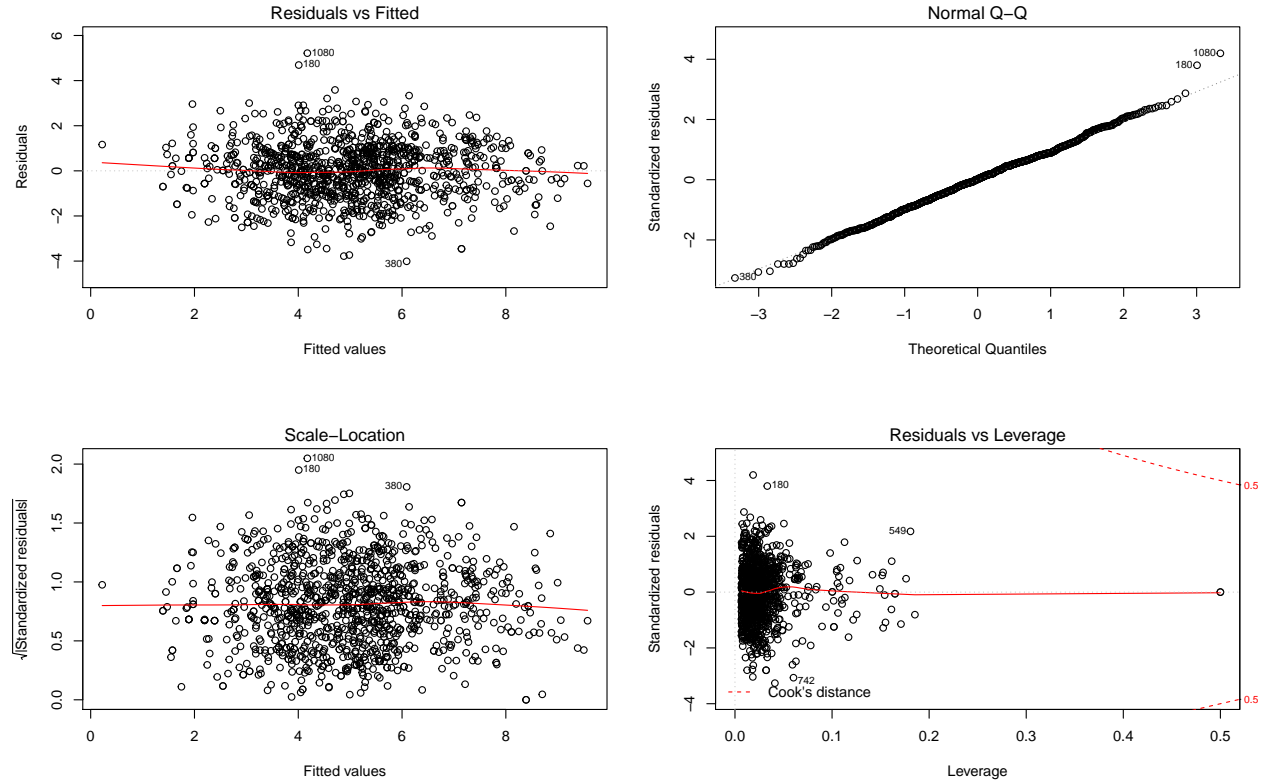 Residuals vs Fitted
Residuals
6
4
2
0
−2
−4
1080
180
380
0 2 4 6 8
Fitted values
Normal Q−Q
Standardized residuals
4
2
0
−2
1080
180
380
−3 −2 −1 0 1 2 3
Theoretical Quantiles
Scale−Location
√|Standardized residuals|
2.0
1.5
1.0
0.5
0.0
1080
180
380
0 2 4 6 8
Fitted values
Residuals vs Leverage
Standardized residuals
4
2
0
−2
−4
180
549
742
0.5
0.5
Cook's distance
0.0 0.1 0.2 0.3 0.4 0.5
Leverage